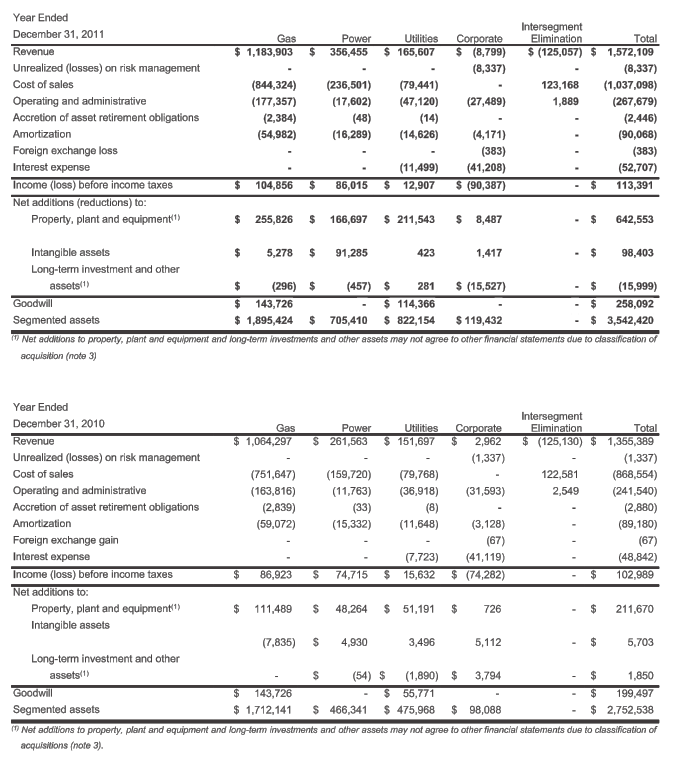 Year Ended
Intersegment
December 31, 2011 Gas Power Utilities Corporate Elimination Total
Revenue $ 1,183,903 $ 356,455 $ 165,607 $ (8,799) $ (125,057) $ 1,572,109
Unrealized (losses) on risk management - - - (8,337) - (8,337)
Cost of sales (844,324) (236,501) (79,441) - 123,168 (1,037,098)
Operating and administrative (177,357) (17,602) (47,120) (27,489) 1,889 (267,679)
Accretion of asset retirement obligations (2,384) (48) (14) - - (2,446)
Amortization (54,982) (16,289) (14,626) (4,171) - (90,068)
Foreign exchange loss - - - (383) - (383)
Interest expense - - (11,499) (41,208) - (52,707)
Income (loss) before income taxes $ 104,856 $ 86,015 $ 12,907 $ (90,387) - $ 113,391
Net additions (reductions) to:
Property, plant and equipment(1) $ 255,826 $ 166,697 $ 211,543 $ 8,487 - $ 642,553
Intangible assets $ 5,278 $ 91,285 423 1,417 - $ 98,403
Long-term investment and other
assets(1) $ (296) $ (457) $ 281 $ (15,527) - $ (15,999)
Goodwill $ 143,726 - $ 114,366 - - $ 258,092
Segmented assets $ 1,895,424 $ 705,410 $ 822,154 $ 119,432 - $ 3,542,420
(1) Net additions to property, plant and equipment and long-term investments and other assets may not agree to other financial statements due to classification of
acquisition (note 3)
Year Ended
Intersegment
December 31, 2010 Gas Power Utilities Corporate Elimination Total
Revenue $ 1,064,297 $ 261,563 $ 151,697 $ 2,962 $ (125,130) $ 1,355,389
Unrealized (losses) on risk management - - - (1,337) - (1,337)
Cost of sales (751,647) (159,720) (79,768) - 122,581 (868,554)
Operating and administrative (163,816) (11,763) (36,918) (31,593) 2,549 (241,540)
Accretion of asset retirement obligations (2,839) (33) (8) - - (2,880)
Amortization (59,072) (15,332) (11,648) (3,128) - (89,180)
Foreign exchange gain - - - (67) - (67)
Interest expense - - (7,723) (41,119) - (48,842)
Income (loss) before income taxes $ 86,923 $ 74,715 $ 15,632 $ (74,282) - $ 102,989
Net additions to:
Property, plant and equipment(1) $ 111,489 $ 48,264 $ 51,191 $ 726 - $ 211,670
Intangible assets
(7,835) $ 4,930 3,496 5,112 - $ 5,703
Long-term investment and other
assets(1) - $ (54) $ (1,890) $ 3,794 - $ 1,850
Goodwill $ 143,726 - $ 55,771 - - $ 199,497
Segmented assets $ 1,712,141 $ 466,341 $ 475,968 $ 98,088 - $ 2,752,538
(1) Net additions to property, plant and equipment and long-term investments and other assets may not agree to other financial statements due to classification of
acquisitions (note 3).